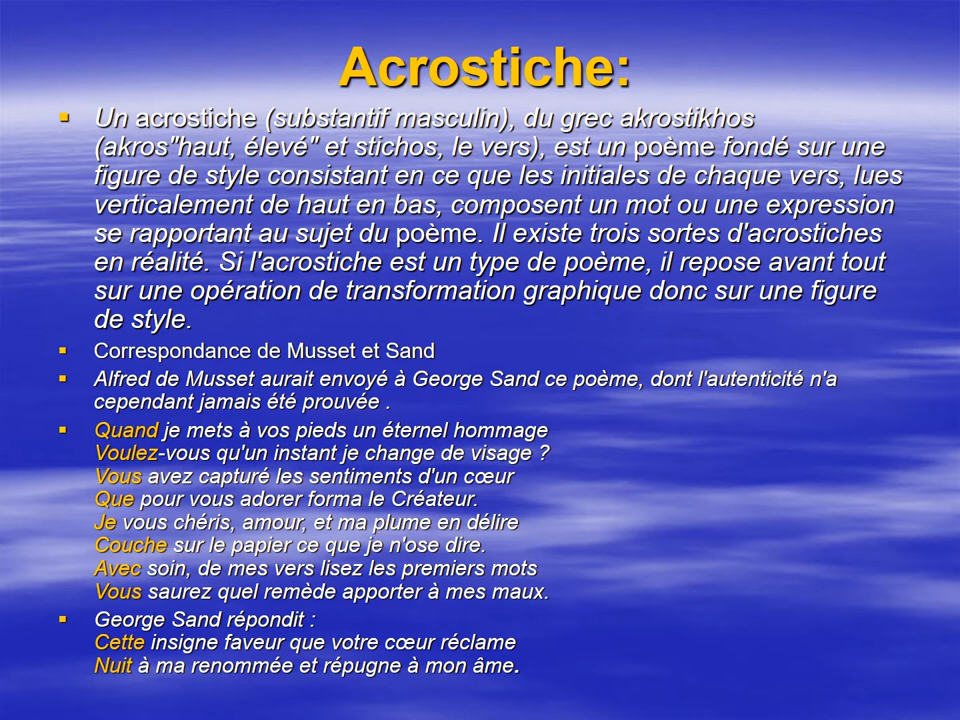 Acrostiche:
Un acrostiche (substantif masculin), du grec akrostikhos
(akros"haut, élevé" et stichos, le vers), est un poème fondé sur une
figure de style consistant en ce que les initiales de chaque vers, lues
verticalement de haut en bas, composent un mot ou une expression
se rapportant au sujet du poème. Il existe trois sortes d'acrostiches
en réalité. Si l'acrostiche est un type de poème, il repose avant tout
sur une opération de transformation graphique donc sur une figure
de style.
Correspondance de Musset et Sand
Alfred de Musset aurait envoyé à George Sand ce poème, dont l'autenticité n'a
cependant jamais été prouvée .
Quand je mets à vos pieds un éternel hommage
Voulez-vous qu'un instant je change de visage ?
Vous avez capturé les sentiments d'un cœur
Que pour vous adorer forma le Créateur.
Je vous chéris, amour, et ma plume en délire
Couche sur le papier ce que je n'ose dire.
Avec soin, de mes vers lisez les premiers mots
Vous saurez quel remède apporter à mes maux.
George Sand répondit :
Cette insigne faveur que votre cœur réclame
Nuit à ma renommée et répugne à mon âme.